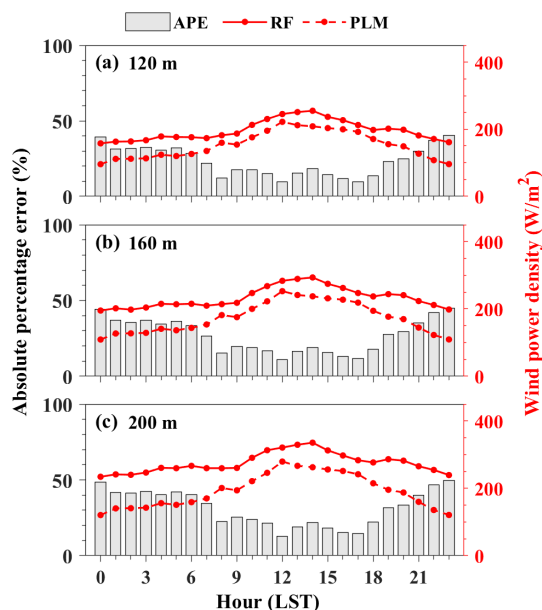 APE RF PLM
(a) 120 m
100
50
0
400
200
0
(b) 160 m
100
50
0
400
200
0
(c) 200 m
100
50
0
400
200
0
0 3 6 9 12 15 18 21
Hour (LST)
Absolute percentage error (%)
Wind power density (W/m²)